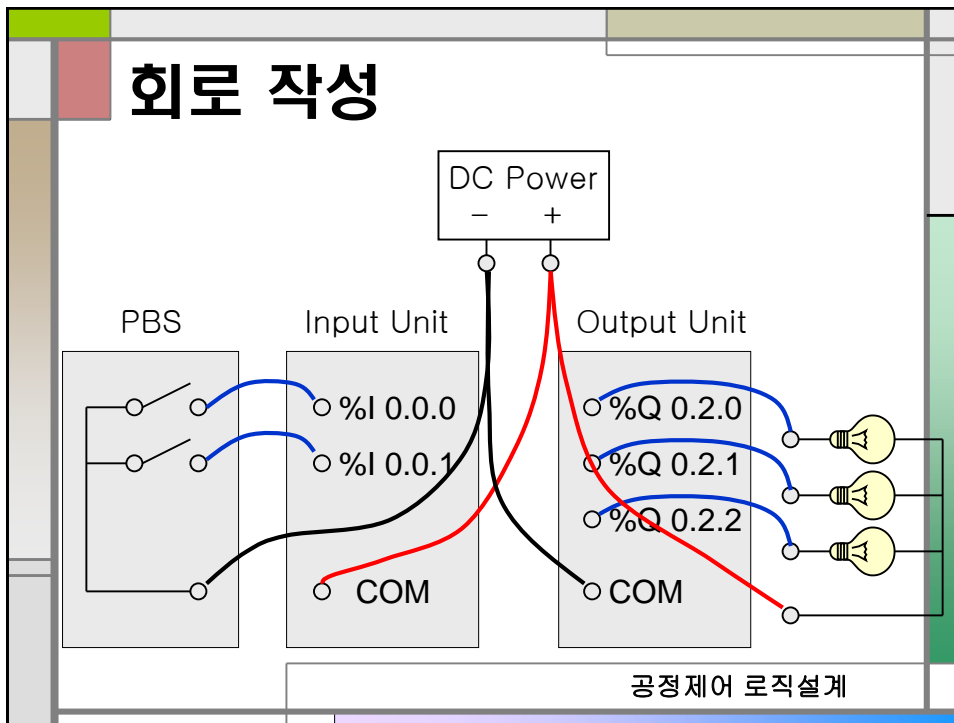 회로 작성
DC Power
− +
PBS
Input Unit
Output Unit
%I 0.0.0
%Q 0.2.0
%I 0.0.1
%Q 0.2.1
%Q 0.2.2
COM
COM
공정제어 로직설계